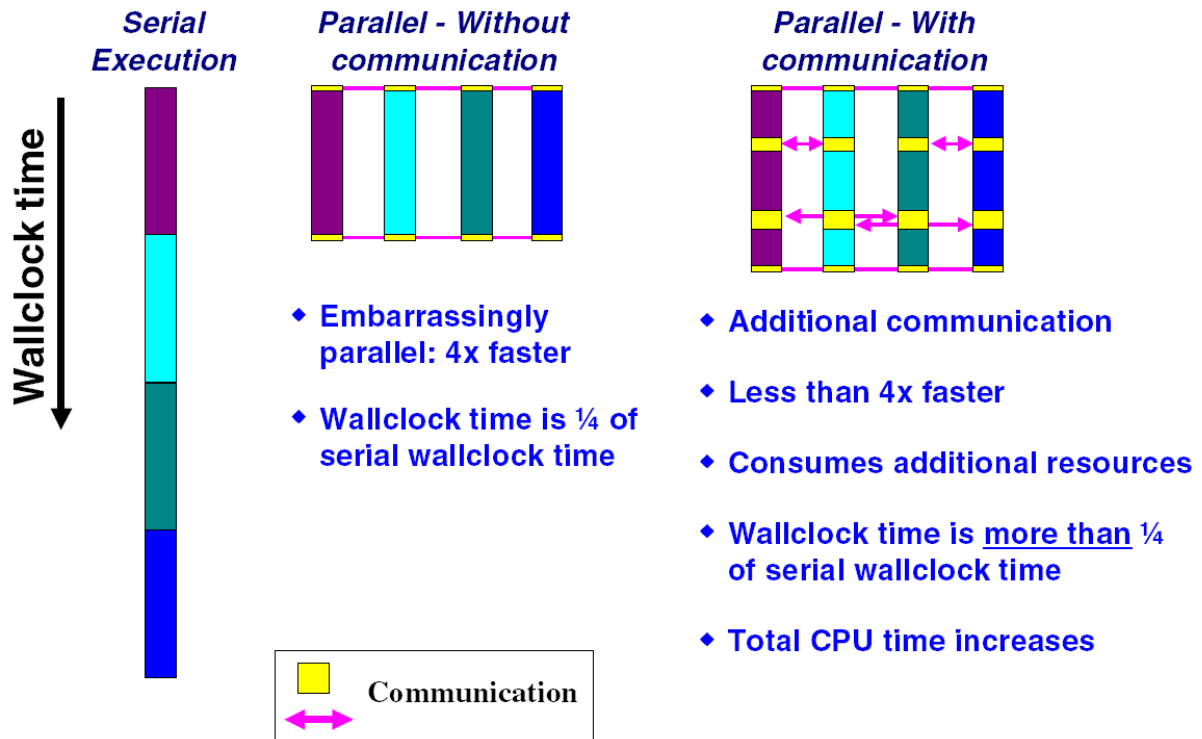 Serial
Execution
Parallel - Without
communication
Parallel - With
communication
Wallclock time
◆ Embarrassingly
parallel: 4x faster
◆ Wallclock time is ¼ of
serial wallclock time
◆ Additional communication
◆ Less than 4x faster
◆ Consumes additional resources
◆ Wallclock time is more than ¼
of serial wallclock time
◆ Total CPU time increases
Communication